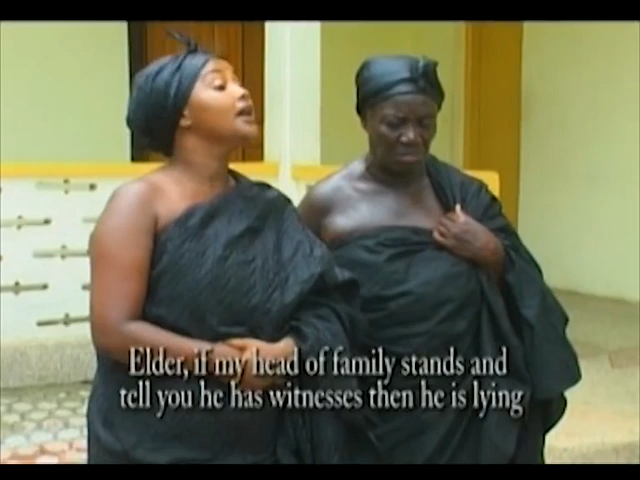 Elder, if my head of family stands and
tell you he has witnesses then he is lying